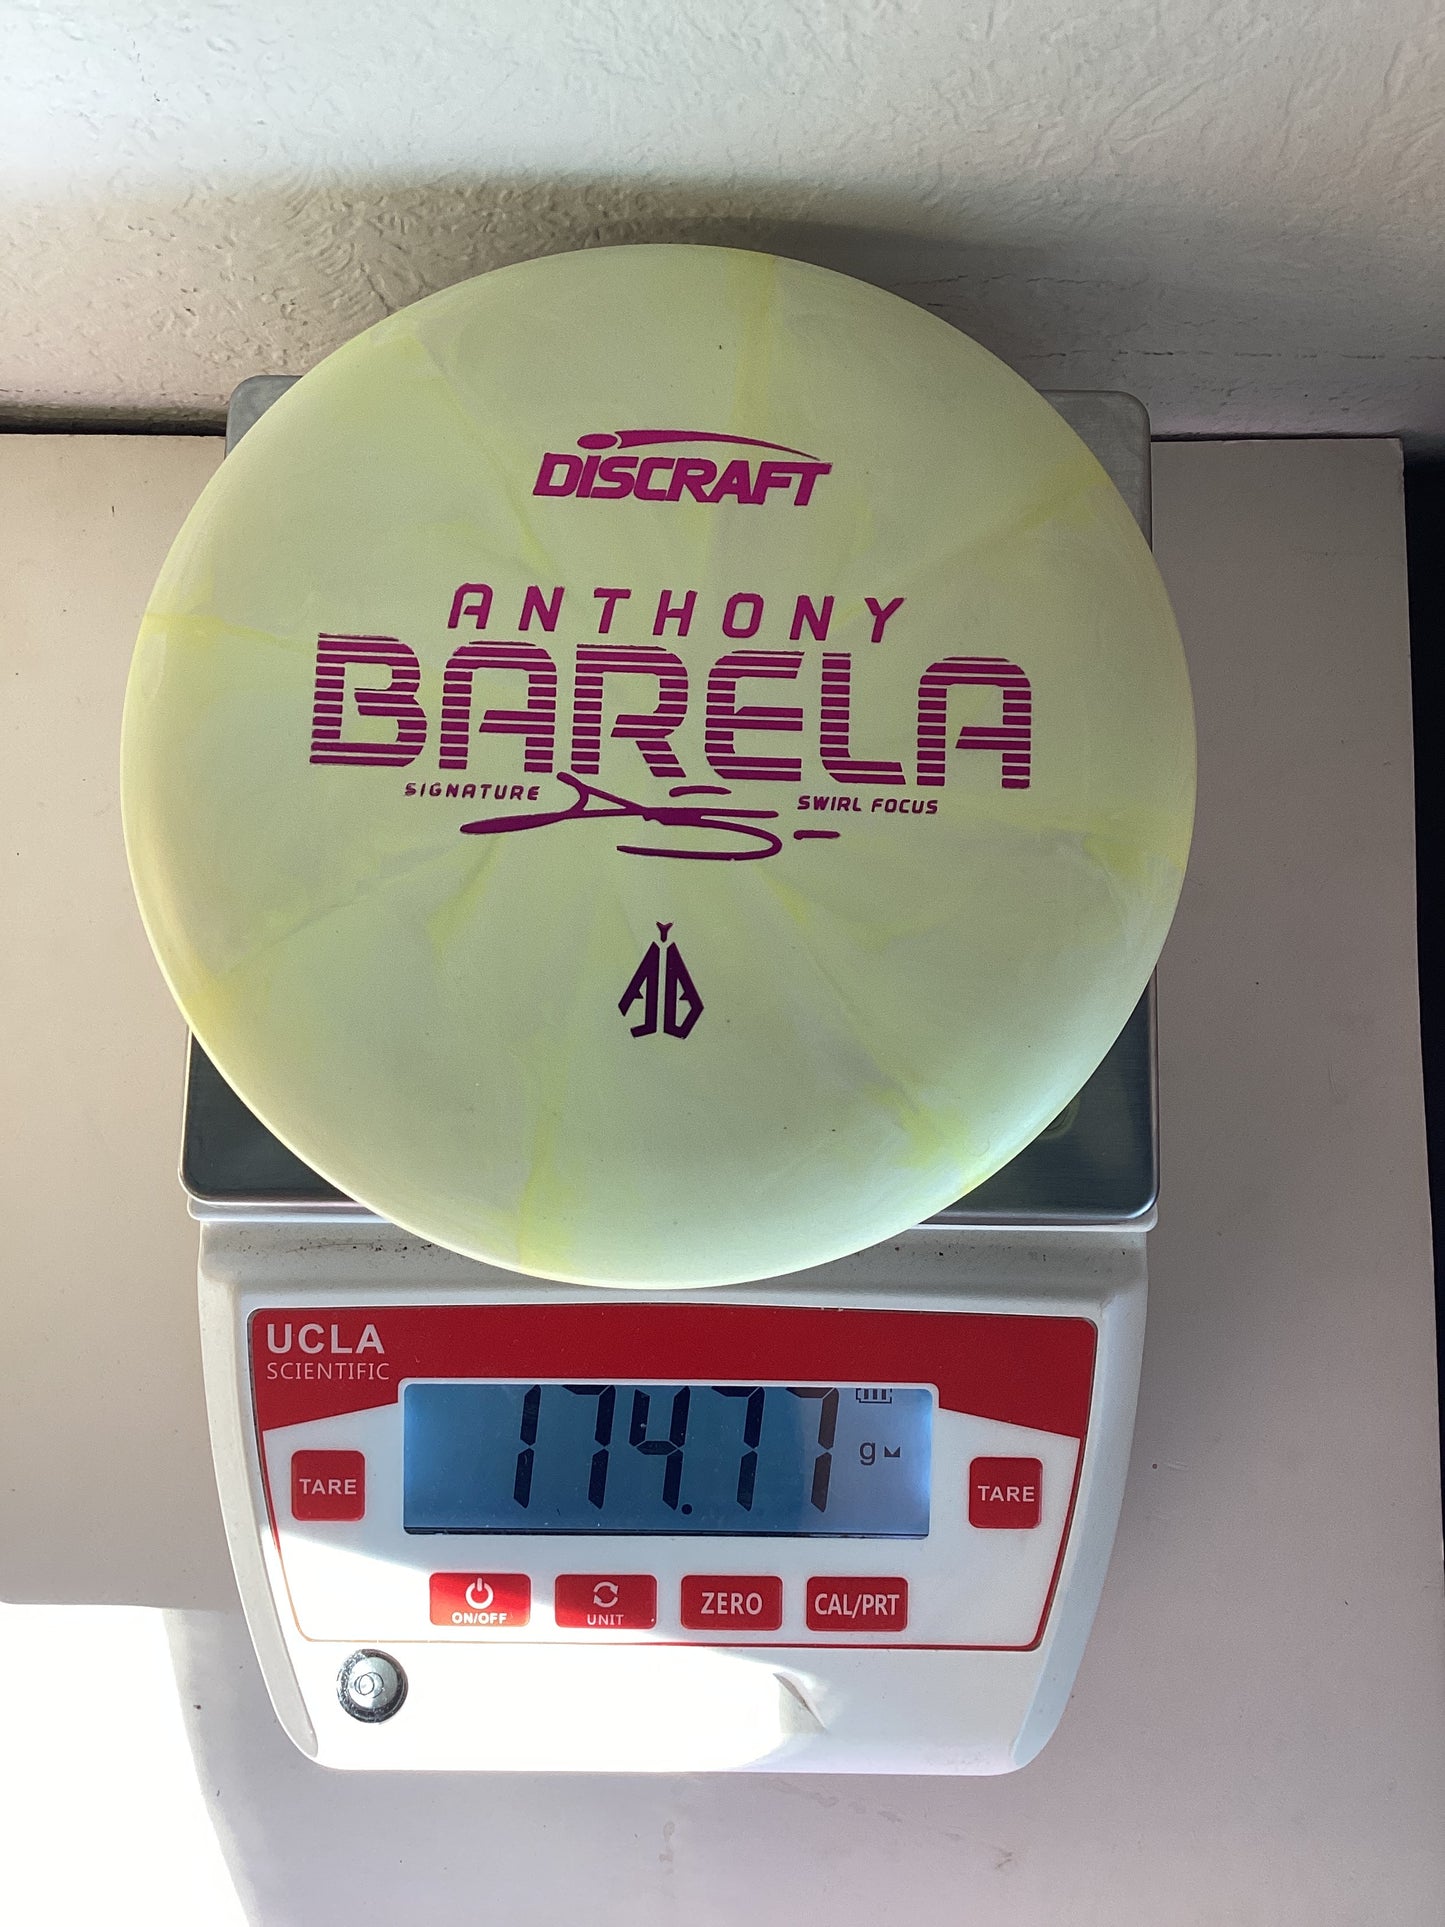 DISCRAFT
ANTHONY
BARELA
SIGNATURE SWIRL FOCUS
AB
UCLA
SCIENTIFIC
174.77 g
TARE
TARE
ON/OFF UNIT ZERO CAL/PRT